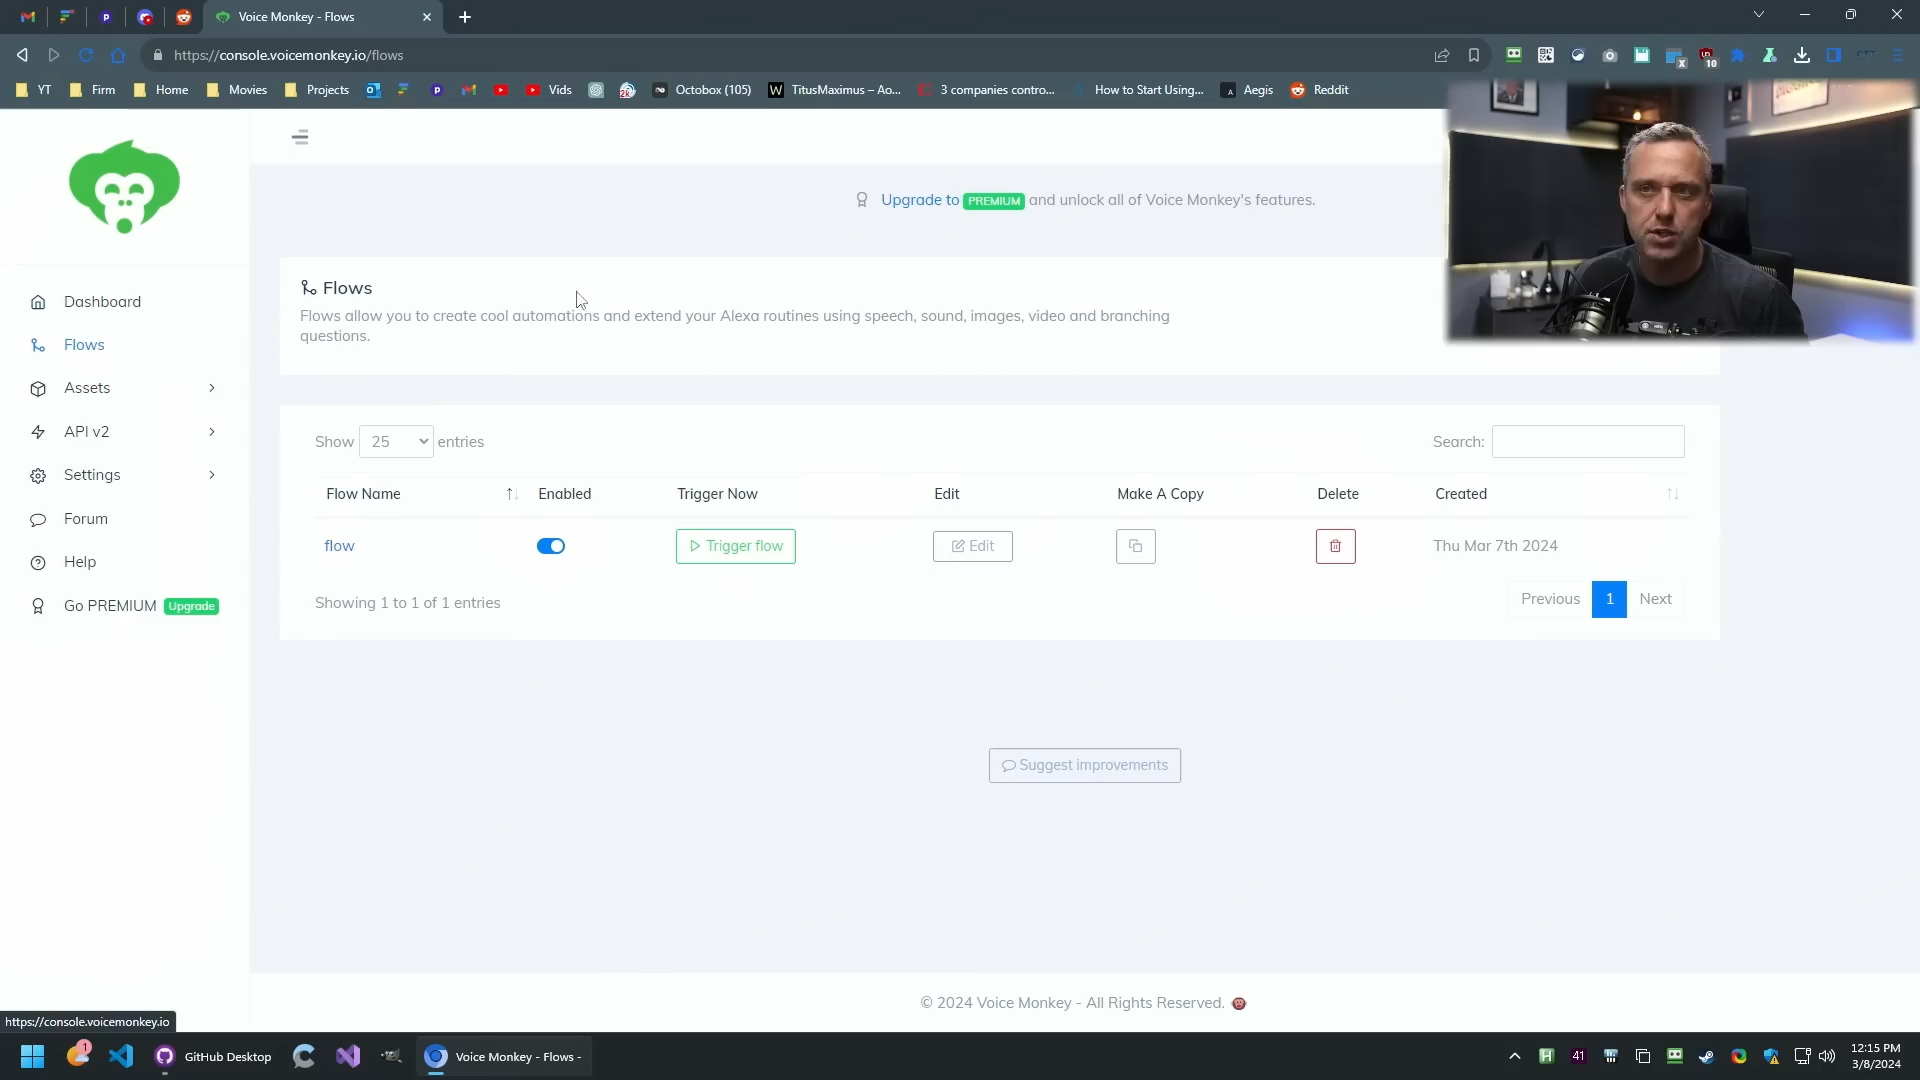 Voice Monkey - Flows
https://console.voicemonkey.io/flows
10
YT
Firm
Home
Movies
Projects
Vids
Octobox (105)
TitusMaximus – Ao...
3 companies contro...
How to Start Using...
Aegis
Reddit
Upgrade to PREMIUM and unlock all of Voice Monkey's features.
Dashboard
Flows
Assets
API v2
Settings
Forum
Help
Go PREMIUM Upgrade
Flows
Flows allow you to create cool automations and extend your Alexa routines using speech, sound, images, video and branching
questions.
Show 25 entries
Search:
Flow Name Enabled Trigger Now Edit Make A Copy Delete Created
flow Trigger flow Edit Thu Mar 7th 2024
Showing 1 to 1 of 1 entries
Previous 1 Next
Suggest improvements
© 2024 Voice Monkey - All Rights Reserved.
https://console.voicemonkey.io
1
GitHub Desktop
Voice Monkey - Flows -
41
12:15 PM
3/8/2024